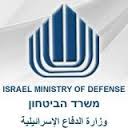 ISRAEL MINISTRY OF DEFENSE
משרד הביטחון
وزارة الدفاع الإسرائيلية